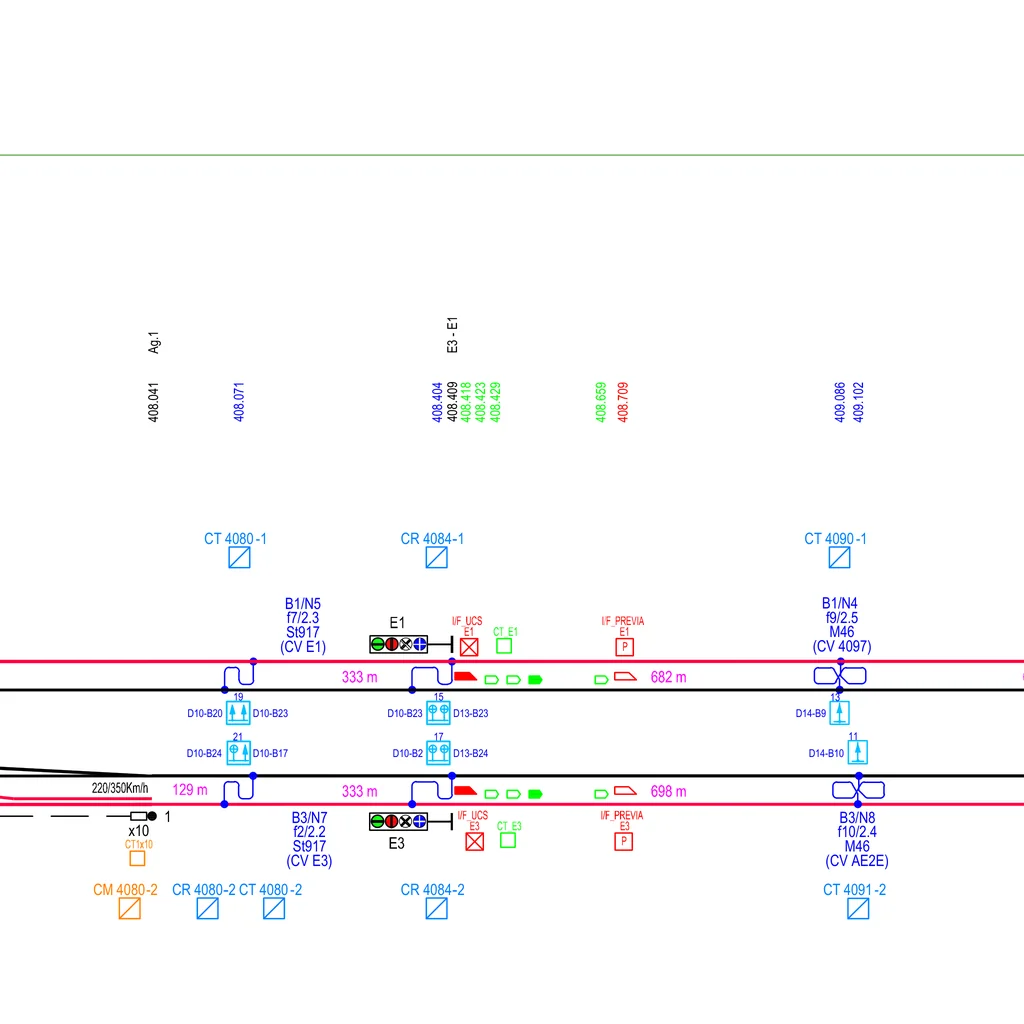 Ag.1
E3 - E1
408.041
408.071
408.404
408.409
408.418
408.423
408.429
408.659
408.709
409.086
409.102
CT 4080-1
CR 4084-1
CT 4090-1
B1/N5
f7/2.3
St917
(CV E1)
E1
I/F_UCS
E1
CT_E1
I/F_PREVIA
E1
P
B1/N4
f9/2.5
M46
(CV 4097)
333 m
682 m
19
D10-B20
D10-B23
15
D10-B23
D13-B23
13
D14-B9
21
D10-B24
D10-B17
17
D10-B2
D13-B24
11
D14-B10
220/350Km/h
129 m
333 m
698 m
1
x10
CT1x10
B3/N7
f2/2.2
St917
(CV E3)
E3
I/F_UCS
E3
CT_E3
I/F_PREVIA
E3
P
B3/N8
f10/2.4
M46
(CV AE2E)
CM 4080-2
CR 4080-2
CT 4080-2
CR 4084-2
CT 4091-2